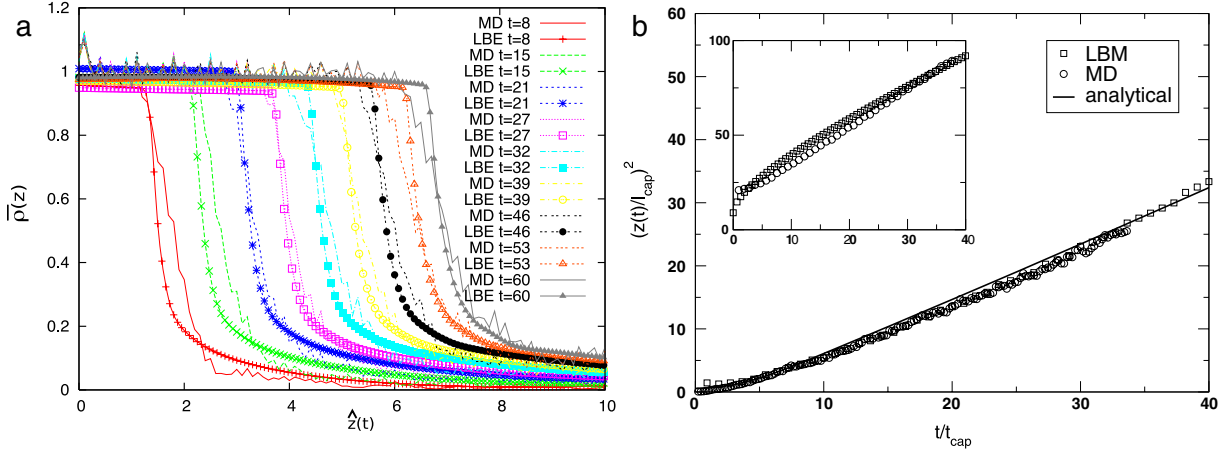 a
1.2
1
0.8
0.6
0.4
0.2
0
0
2
4
6
8
10
ρ̅(z)
ẑ(t)
MD t=8
LBE t=8
MD t=15
LBE t=15
MD t=21
LBE t=21
MD t=27
LBE t=27
MD t=32
LBE t=32
MD t=39
LBE t=39
MD t=46
LBE t=46
MD t=53
LBE t=53
MD t=60
LBE t=60
b
60
50
40
30
20
10
0
0
10
20
30
40
(z(t)/l_cap)²
t/t_cap
100
75
50
25
0
0
10
20
30
40
LBM
MD
analytical